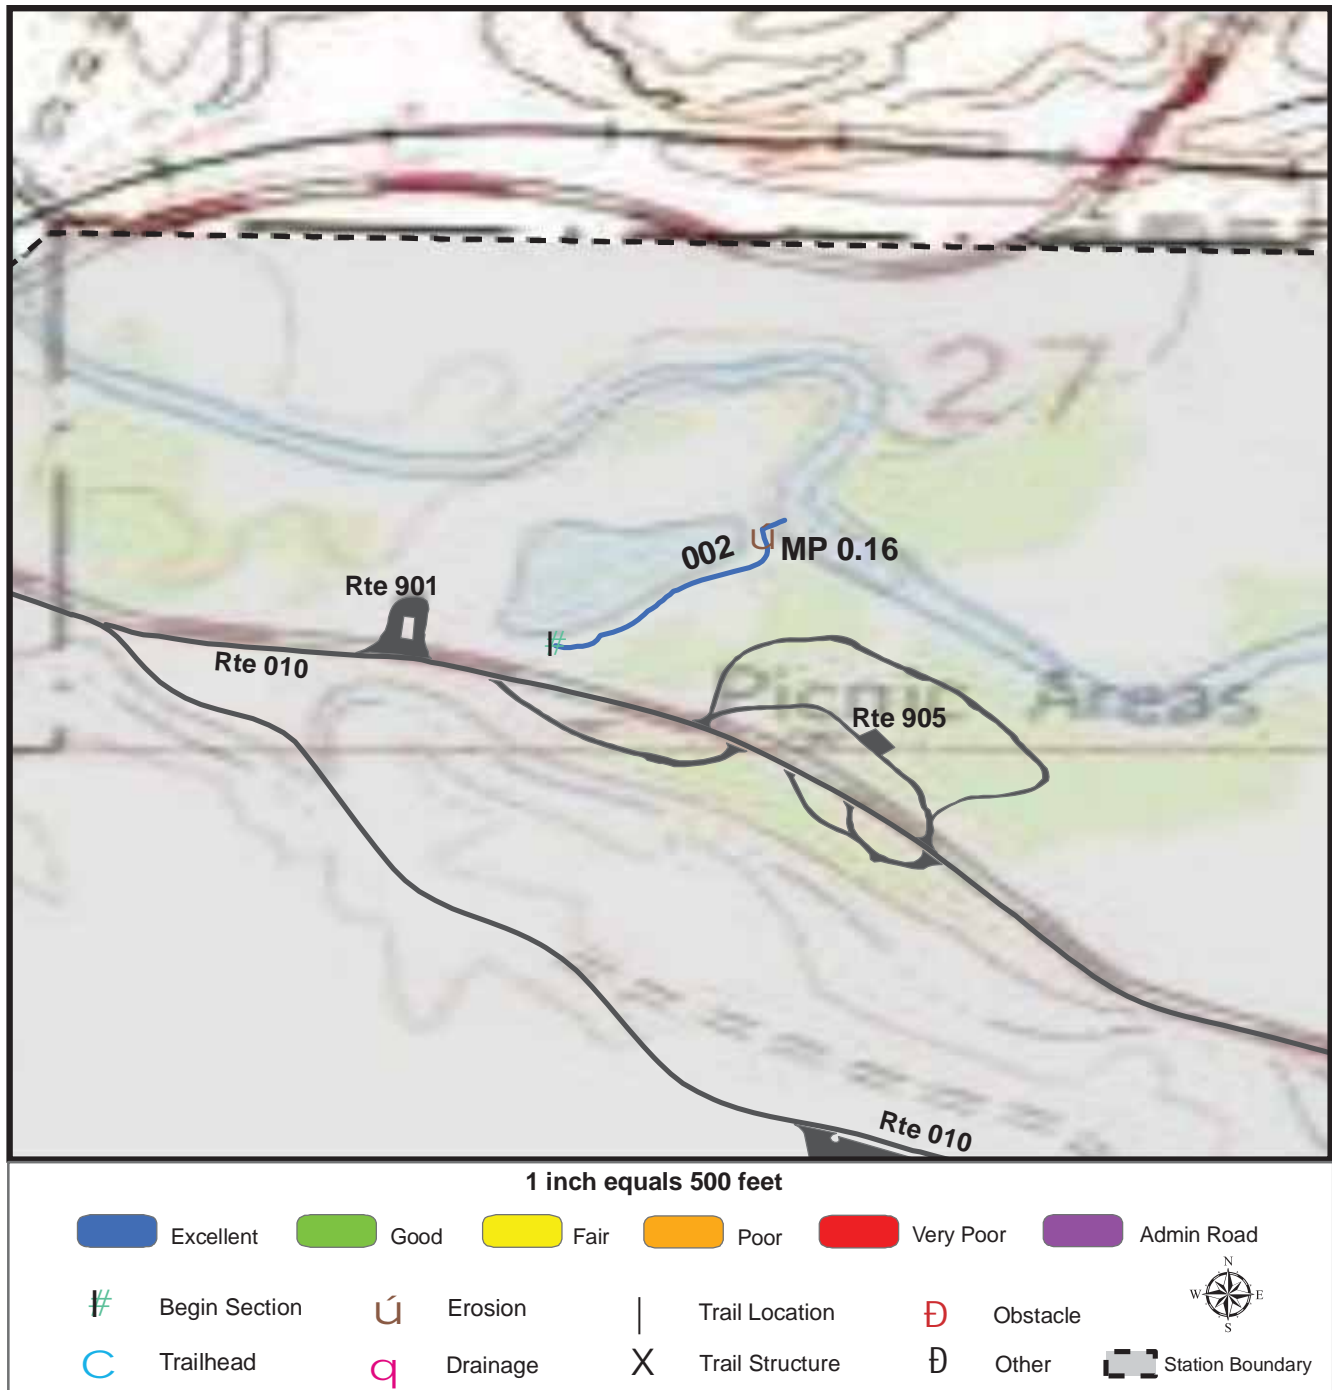 27
002
MP 0.16
Rte 901
Rte 010
Picnic Areas
Rte 905
Rte 010
1 inch equals 500 feet
Excellent Good Fair Poor Very Poor Admin Road
# Begin Section ú Erosion | Trail Location Đ Obstacle
C Trailhead q Drainage X Trail Structure Đ Other Station Boundary
N
W E
S